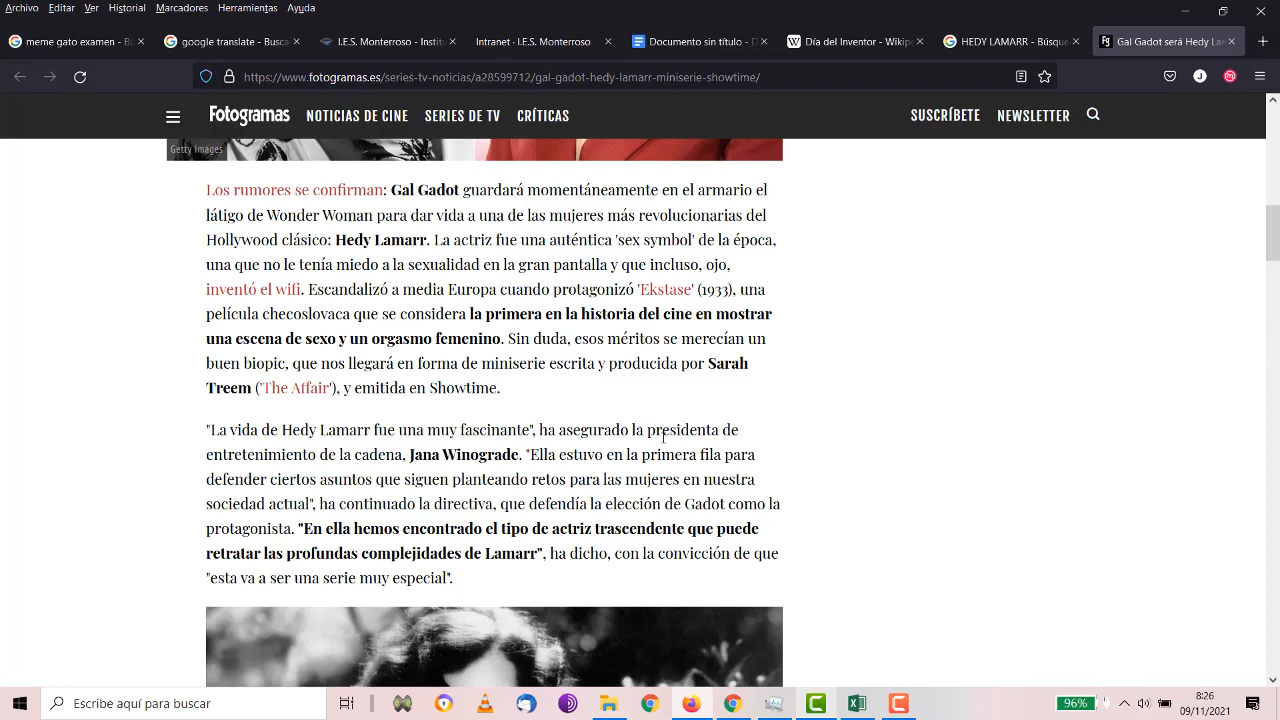 Archivo Editar Ver Historial Marcadores Herramientas Ayuda
meme gato exemen - Bú
google translate - Busca
I.E.S. Monterroso - Institu
Intranet · I.E.S. Monterroso
Documento sin título - D
Día del Inventor - Wikipe
HEDY LAMARR - Búsque
Gal Gadot será Hedy Lam
https://www.fotogramas.es/series-tv-noticias/a28599712/gal-gadot-hedy-lamarr-miniserie-showtime/
Fotogramas NOTICIAS DE CINE SERIES DE TV CRÍTICAS SUSCRÍBETE NEWSLETTER
Getty Images
Los rumores se confirman: Gal Gadot guardará momentáneamente en el armario el
látigo de Wonder Woman para dar vida a una de las mujeres más revolucionarias del
Hollywood clásico: Hedy Lamarr. La actriz fue una auténtica 'sex symbol' de la época,
una que no le tenía miedo a la sexualidad en la gran pantalla y que incluso, ojo,
inventó el wifi. Escandalizó a media Europa cuando protagonizó 'Ekstase' (1933), una
película checoslovaca que se considera la primera en la historia del cine en mostrar
una escena de sexo y un orgasmo femenino. Sin duda, esos méritos se merecían un
buen biopic, que nos llegará en forma de miniserie escrita y producida por Sarah
Treem ('The Affair'), y emitida en Showtime.
"La vida de Hedy Lamarr fue una muy fascinante", ha asegurado la presidenta de
entretenimiento de la cadena, Jana Winograde. "Ella estuvo en la primera fila para
defender ciertos asuntos que siguen planteando retos para las mujeres en nuestra
sociedad actual", ha continuado la directiva, que defendía la elección de Gadot como la
protagonista. "En ella hemos encontrado el tipo de actriz trascendente que puede
retratar las profundas complejidades de Lamarr", ha dicho, con la convicción de que
"esta va a ser una serie muy especial".
Escribe aquí para buscar
96%
8:26
09/11/2021